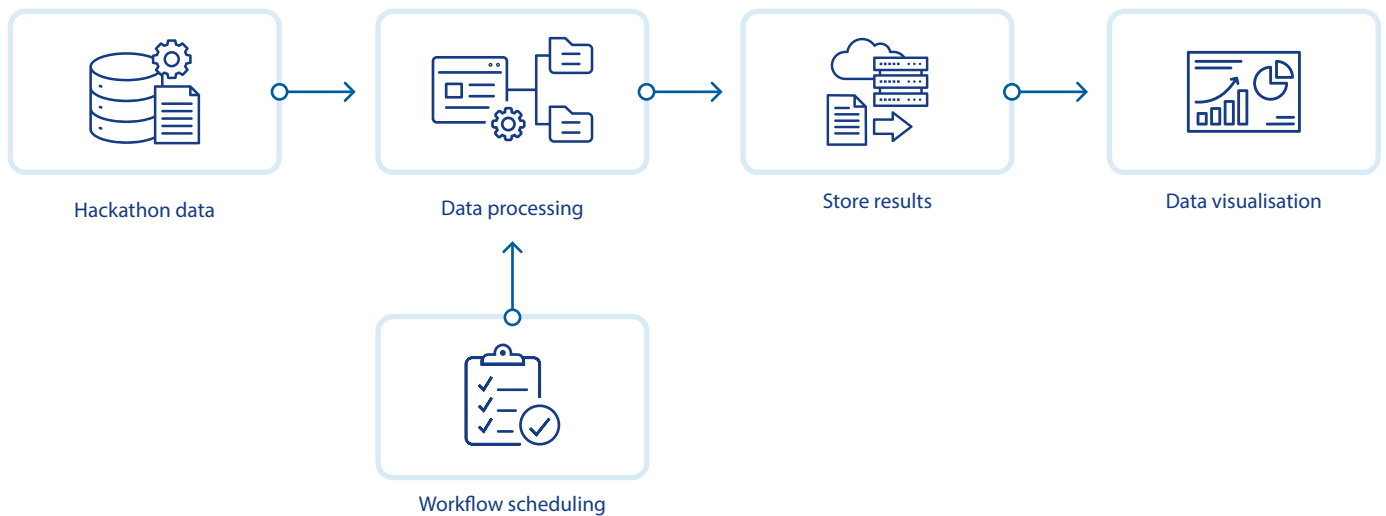 Hackathon data
Data processing
Store results
Data visualisation
Workflow scheduling